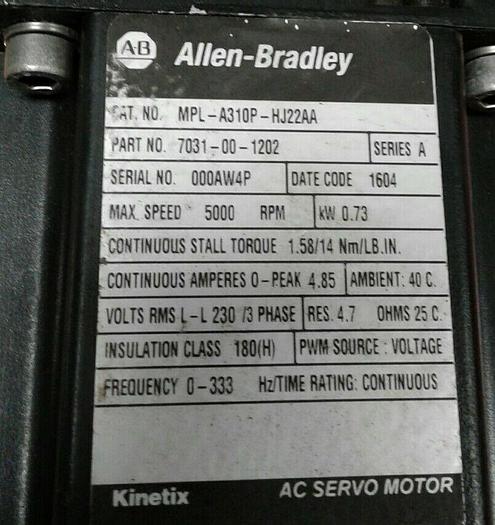 A-B Allen-Bradley
CAT. NO. MPL-A310P-HJ22AA
PART NO. 7031-00-1202 SERIES A
SERIAL NO. 000AW4P DATE CODE 1604
MAX. SPEED 5000 RPM kW 0.73
CONTINUOUS STALL TORQUE 1.58/14 Nm/LB.IN.
CONTINUOUS AMPERES 0-PEAK 4.85 AMBIENT: 40 C.
VOLTS RMS L-L 230 /3 PHASE RES. 4.7 OHMS 25 C.
INSULATION CLASS 180(H) PWM SOURCE : VOLTAGE
FREQUENCY 0-333 Hz/TIME RATING: CONTINUOUS
Kinetix AC SERVO MOTOR